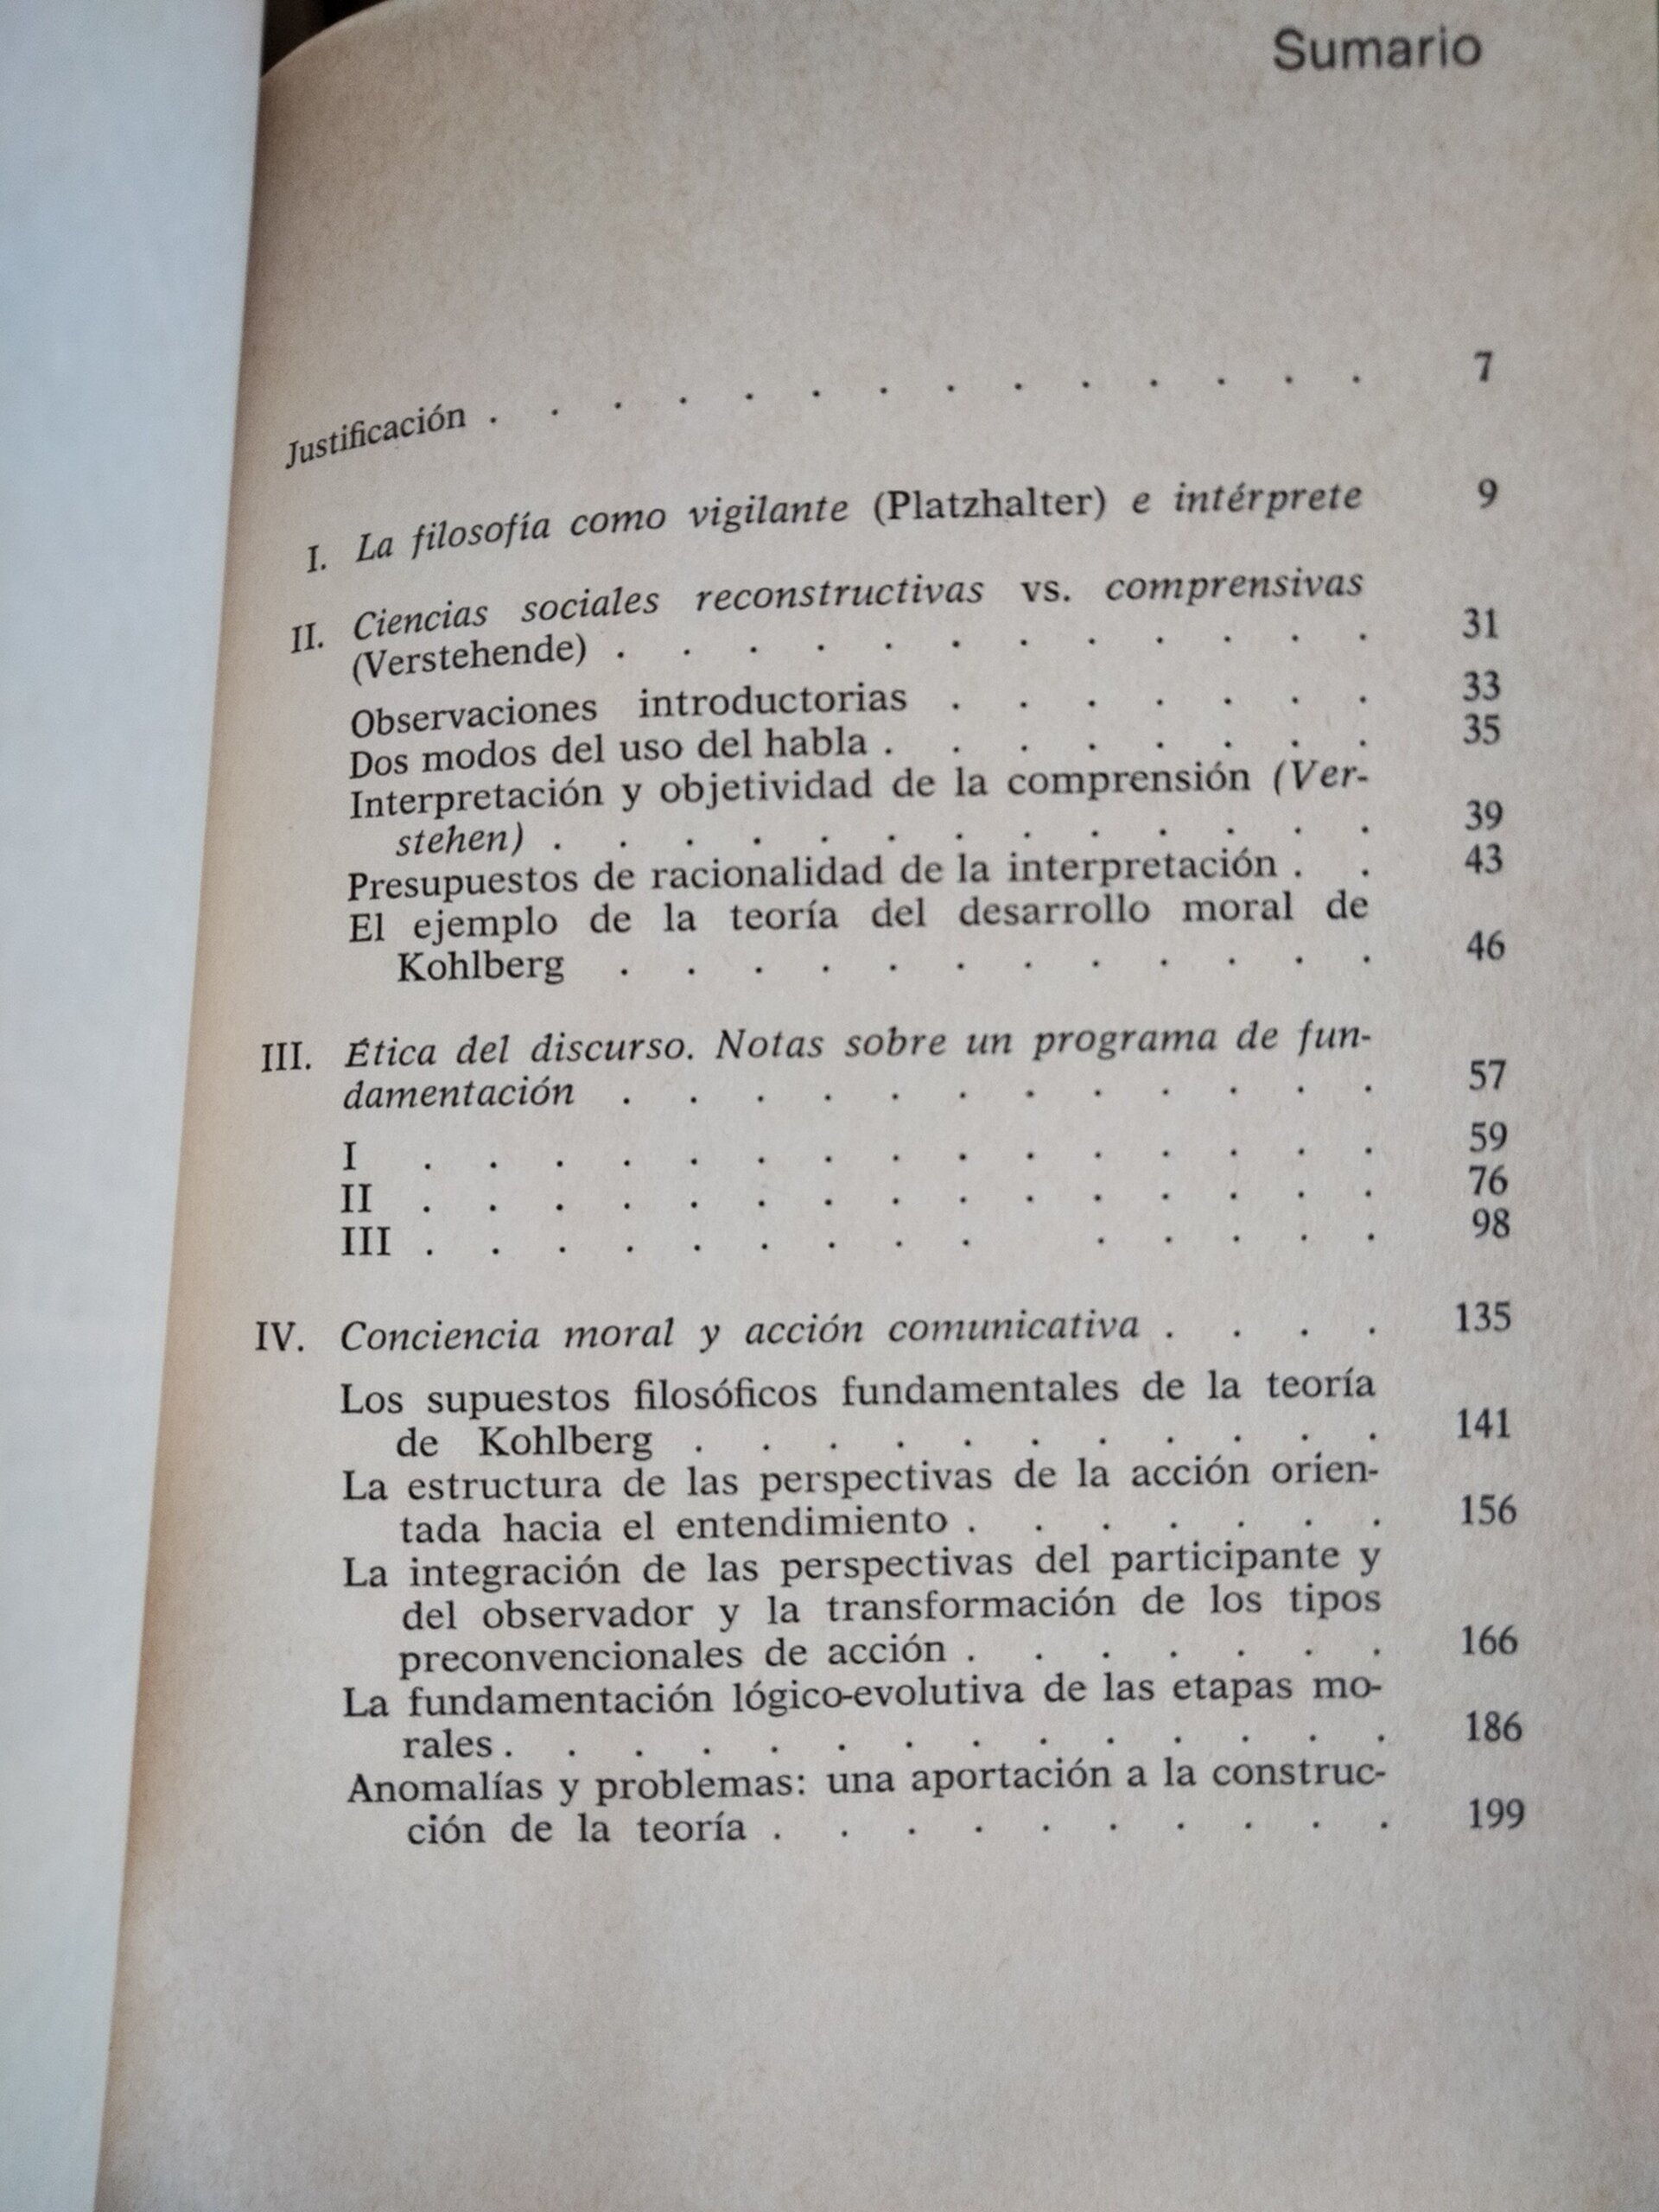 Sumario
Justificación . . . . . . . . . . . . . . 7
I. La filosofía como vigilante (Platzhalter) e intérprete 9
II. Ciencias sociales reconstructivas vs. comprensivas
(Verstehende) . . . . . . . . . . . . 31
Observaciones introductorias . . . . . . . 33
Dos modos del uso del habla . . . . . . . . 35
Interpretación y objetividad de la comprensión (Ver-
stehen) . . . . . . . . . . . . . 39
Presupuestos de racionalidad de la interpretación . . 43
El ejemplo de la teoría del desarrollo moral de
Kohlberg . . . . . . . . . . . . 46
III. Ética del discurso. Notas sobre un programa de fun-
damentación . . . . . . . . . . . . 57
I . . . . . . . . . . . . . . . 59
II . . . . . . . . . . . . . . . 76
III . . . . . . . . . . . . . . 98
IV. Conciencia moral y acción comunicativa . . . . 135
Los supuestos filosóficos fundamentales de la teoría
de Kohlberg . . . . . . . . . . . 141
La estructura de las perspectivas de la acción orien-
tada hacia el entendimiento . . . . . . . 156
La integración de las perspectivas del participante y
del observador y la transformación de los tipos
preconvencionales de acción . . . . . . . 166
La fundamentación lógico-evolutiva de las etapas mo-
rales . . . . . . . . . . . . . . 186
Anomalías y problemas: una aportación a la construc-
ción de la teoría . . . . . . . . . . 199